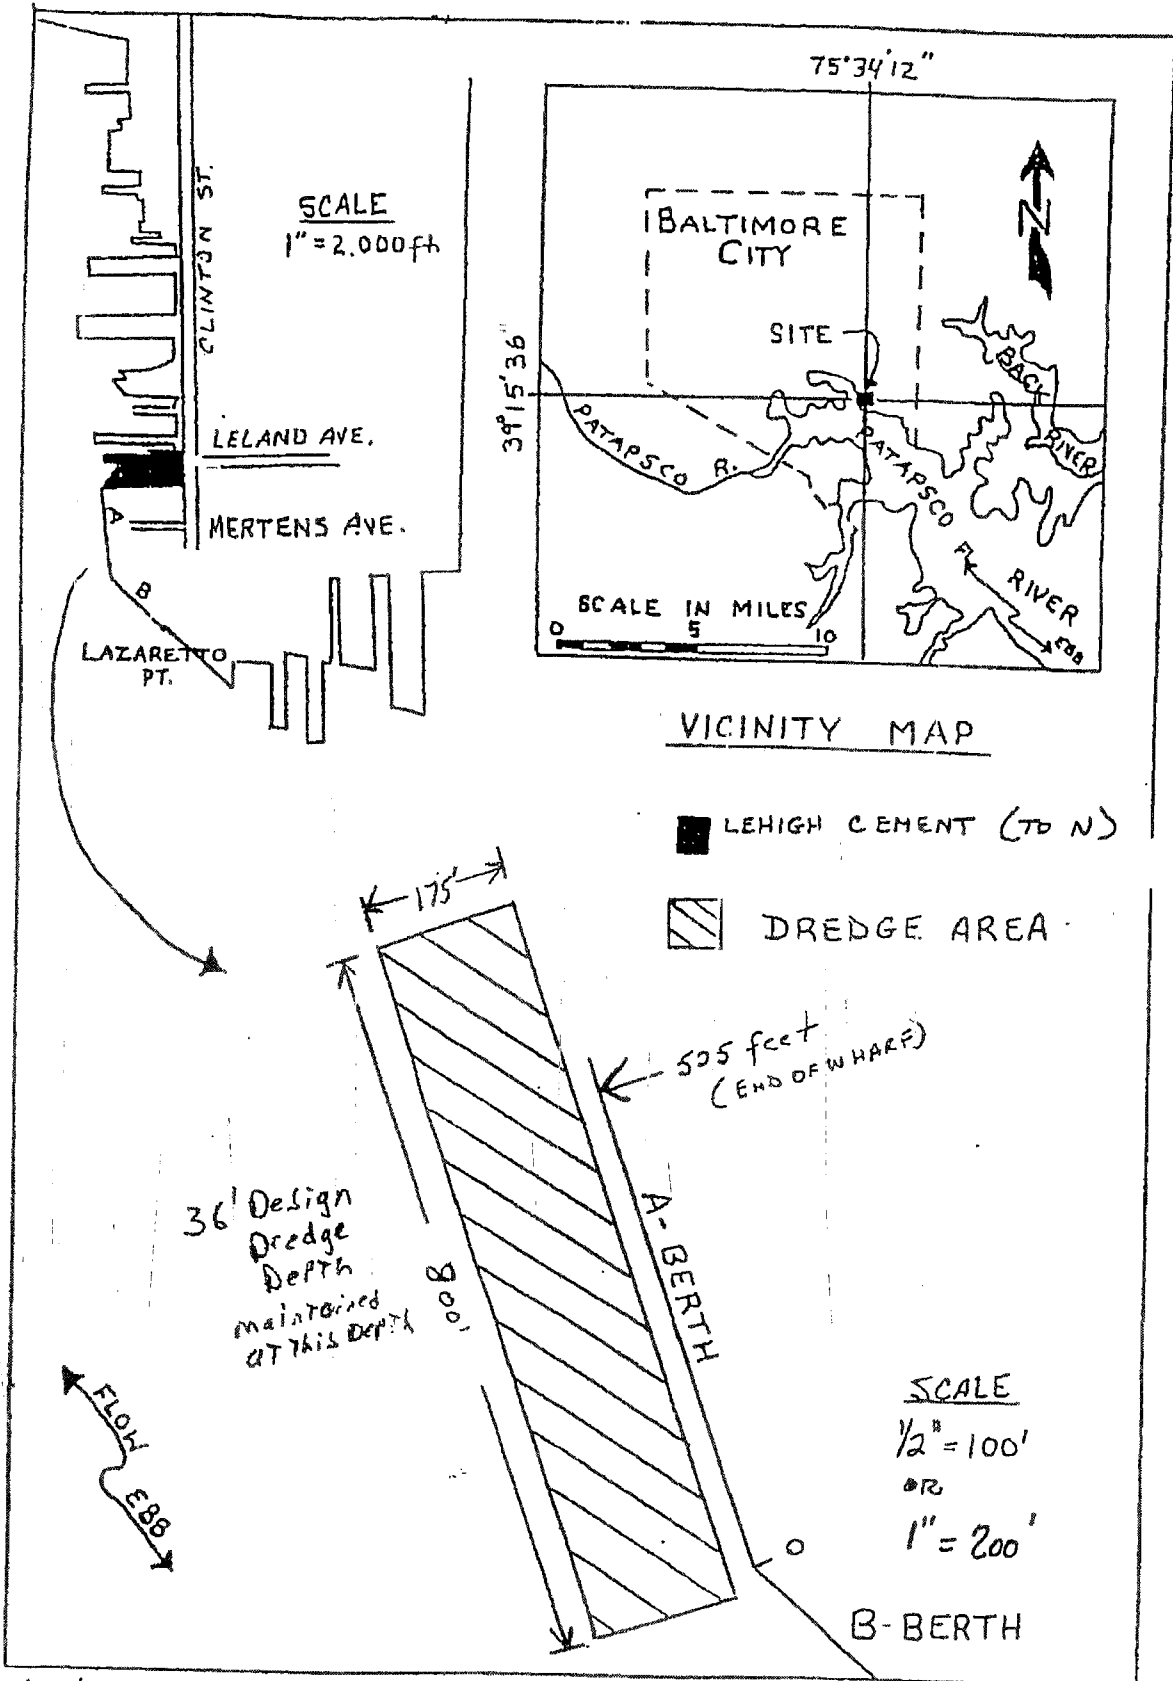 75°34'12"
SCALE
1" = 2.000 ft
CLINTON ST.
LELAND AVE.
MERTENS AVE.
A
B
LAZARETTO
PT.
39° 15' 36"
BALTIMORE
CITY
N
SITE
BACK
RIVER
PATAPSCO R.
PATAPSCO
RIVER
FL
EBB
SCALE IN MILES
0 5 10
VICINITY MAP
LEHIGH CEMENT (TO N)
DREDGE AREA
175'
525 feet
(END OF WHARF)
36' Design
Dredge
Depth
maintained
at This Depth
800'
A-BERTH
FLOW
EBB
SCALE
1/2" = 100'
OR
1" = 200'
O
B-BERTH